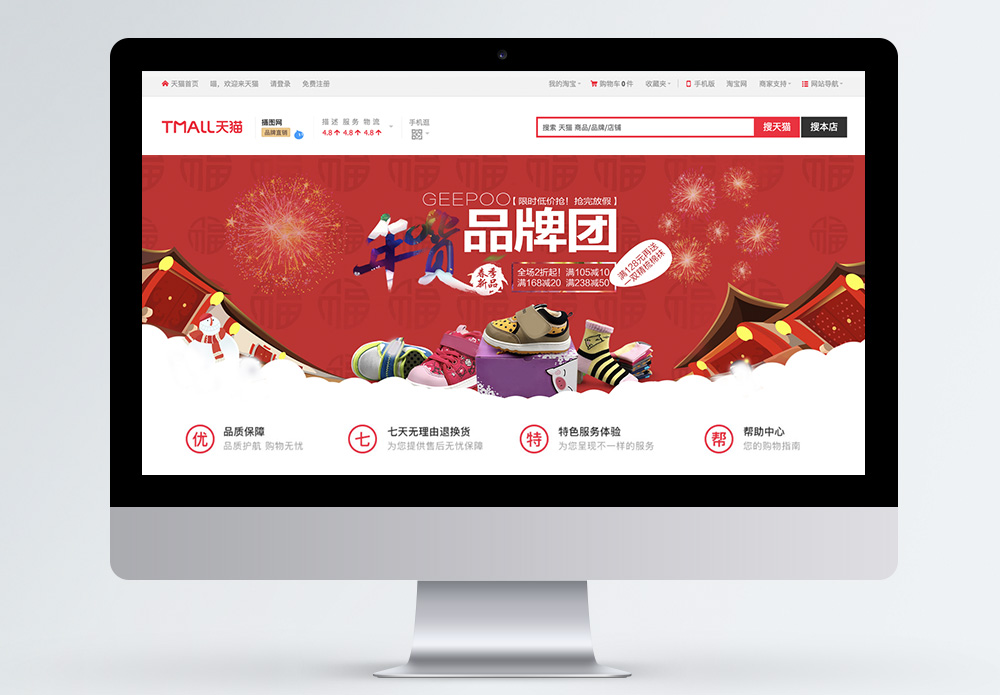 天猫首页 喵，欢迎来天猫 请登录 免费注册
我的淘宝 购物车0件 收藏夹 手机版 淘宝网 商家支持 网站导航
TMALL天猫
摄图网
品牌直销
描述 服务 物流
4.8 4.8 4.8
手机逛
搜索 天猫 商品/品牌/店铺
搜天猫
搜本店
GEEPOO【限时低价抢！抢完放假】
年货品牌团
春季
新品
全场2折起！满105减10
满168减20 满238减50
满128元再送
一双精梳棉袜
优
品质保障
品质护航 购物无忧
七
七天无理由退换货
为您提供售后无忧保障
特
特色服务体验
为您呈现不一样的服务
帮
帮助中心
您的购物指南